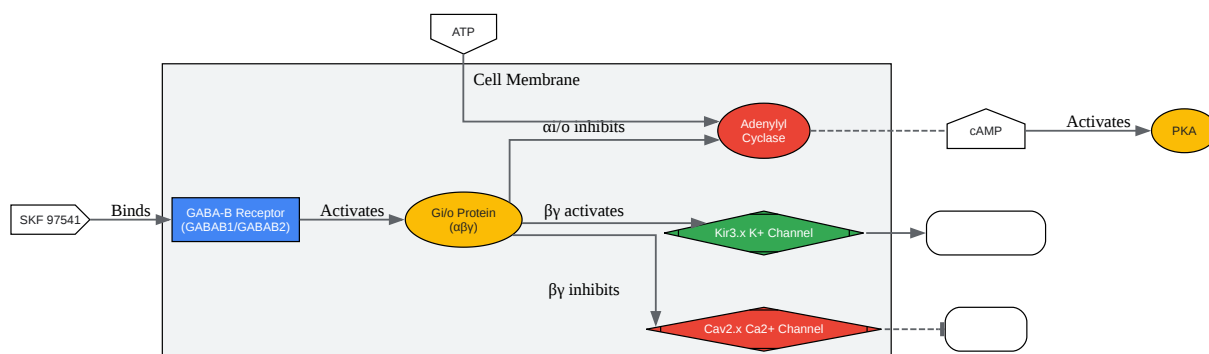 ATP
Cell Membrane
αi/o inhibits
Adenylyl
Cyclase
cAMP
Activates
PKA
SKF 97541
Binds
GABA-B Receptor
(GABAB1/GABAB2)
Activates
Gi/o Protein
(αβγ)
βγ activates
Kir3.x K+ Channel
βγ inhibits
Cav2.x Ca2+ Channel